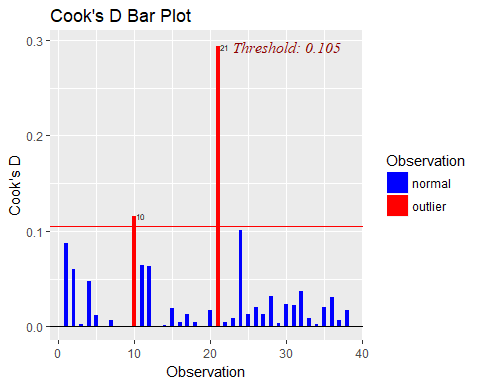 Cook's D Bar Plot
0.3
21
Threshold: 0.105
0.2
Cook's D
Observation
normal
outlier
10
0.1
0.0
0
10
20
30
40
Observation